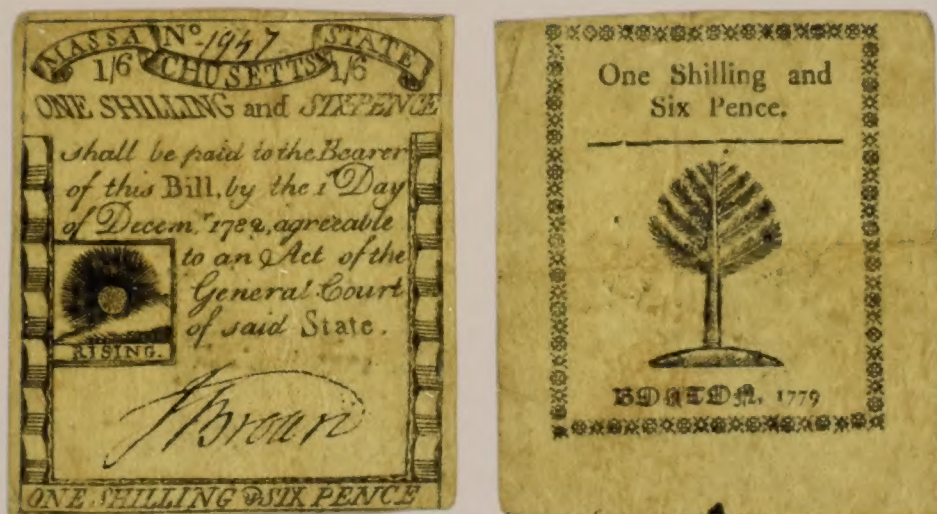 MASSA No. 1947 STATE
1/6 CHUSETTS 1/6
ONE SHILLING and SIXPENCE
shall be paid to the Bearer
of this Bill, by the 1st Day
of Decem.r 1782, agreeable
to an Act of the
General Court
of said State.
RISING.
J Brown
ONE SHILLING & SIX PENCE
One Shilling and
Six Pence.
BOSTON, 1779